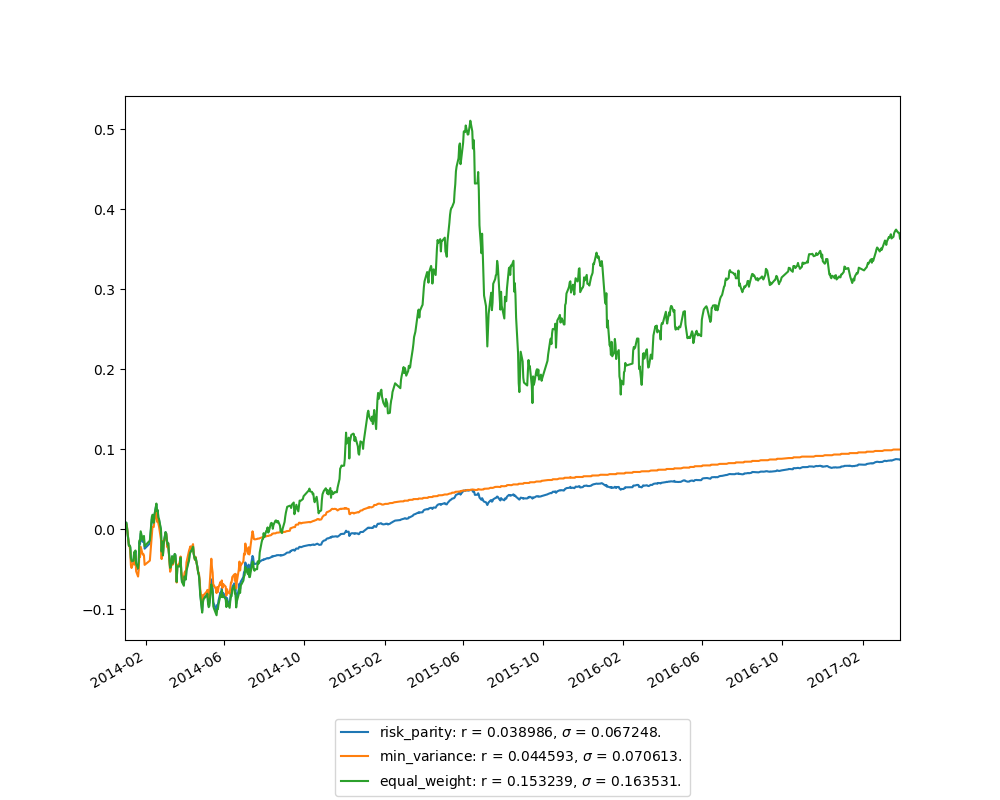 0.5
0.4
0.3
0.2
0.1
0.0
−0.1
2014-02 2014-06 2014-10 2015-02 2015-06 2015-10 2016-02 2016-06 2016-10 2017-02
risk_parity: r = 0.038986, σ = 0.067248.
min_variance: r = 0.044593, σ = 0.070613.
equal_weight: r = 0.153239, σ = 0.163531.